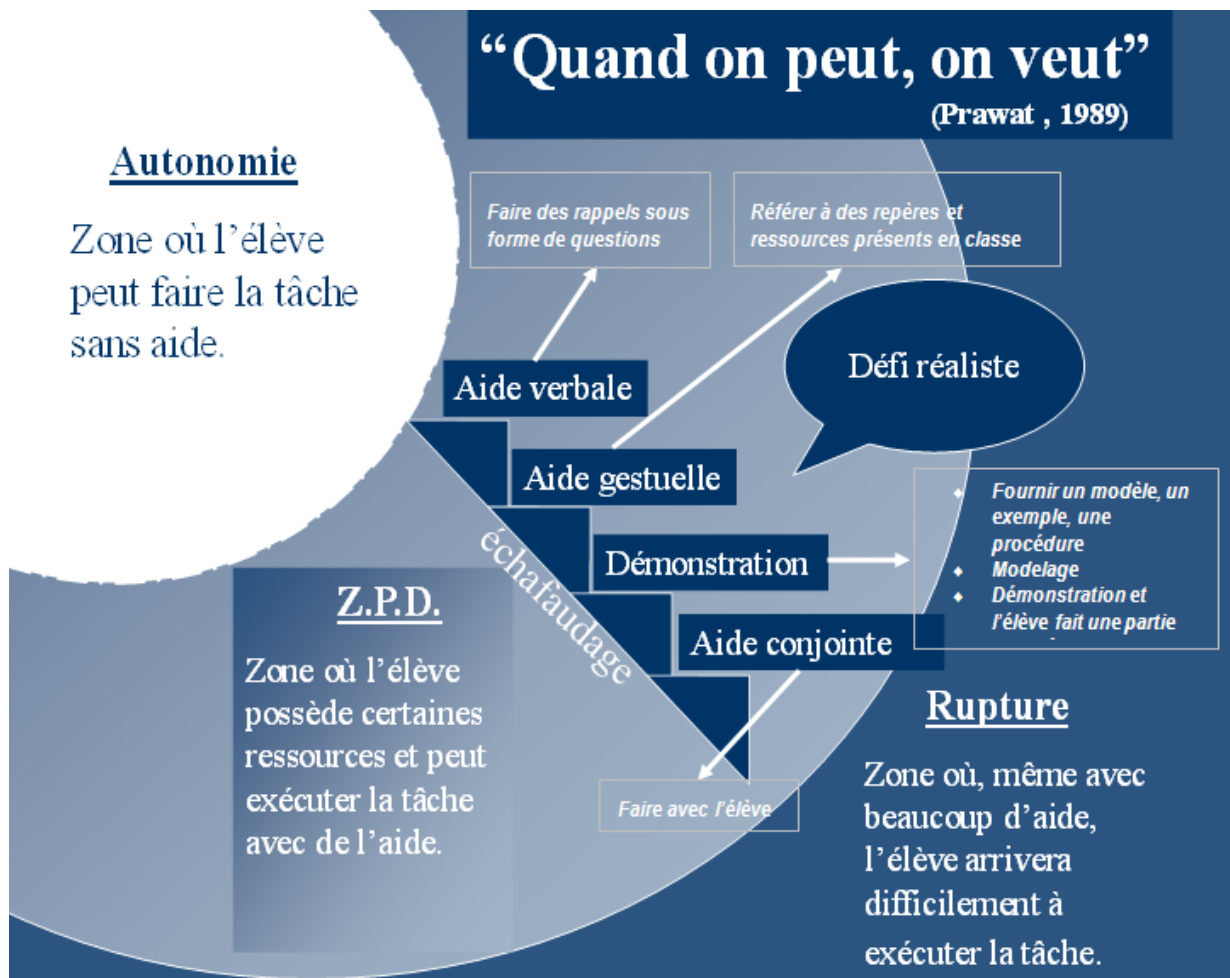 “Quand on peut, on veut”
(Prawat , 1989)
Autonomie
Zone où l’élève
peut faire la tâche
sans aide.
Faire des rappels sous
forme de questions
Référer à des repères et
ressources présents en classe
Défi réaliste
Aide verbale
Aide gestuelle
Démonstration
Aide conjointe
échafaudage
Fournir un modèle, un
exemple, une
procédure
Modelage
Démonstration et
l’élève fait une partie
Faire avec l’élève
Z.P.D.
Zone où l’élève
possède certaines
ressources et peut
exécuter la tâche
avec de l’aide.
Rupture
Zone où, même avec
beaucoup d’aide,
l’élève arrivera
difficilement à
exécuter la tâche.